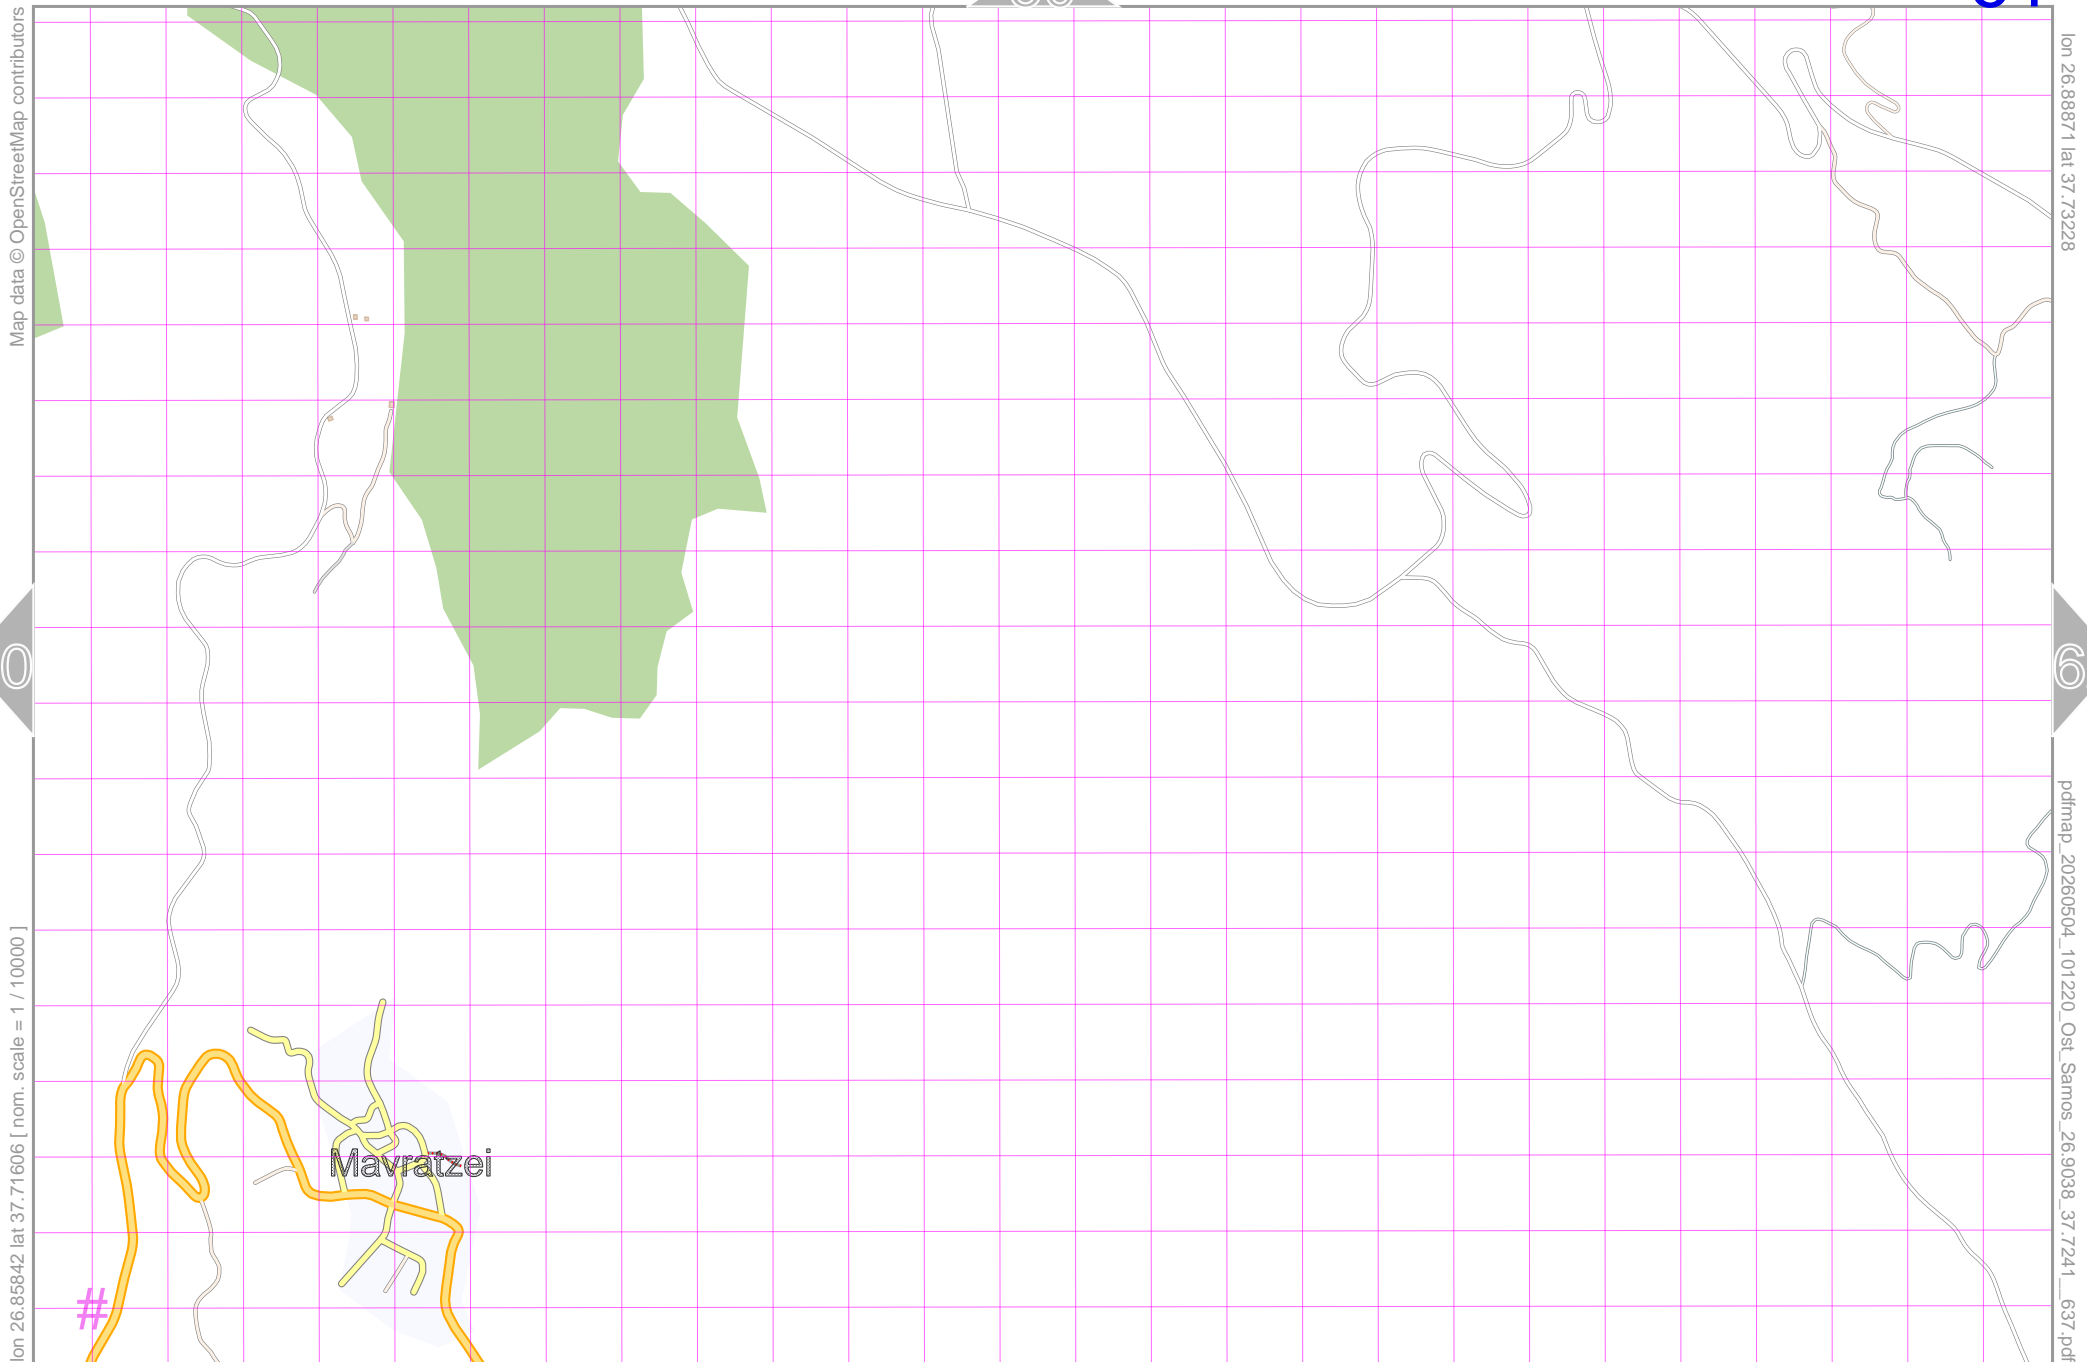 Map data © OpenStreetMap contributors
lon 26.85842 lat 37.71606 [ nom. scale = 1 / 10000 ]
0
lon 26.88871 lat 37.73228
6
pdfmap_20260504_101220_Ost_Samos_26.9038_37.7241__637.pdf
Mavratzei
#